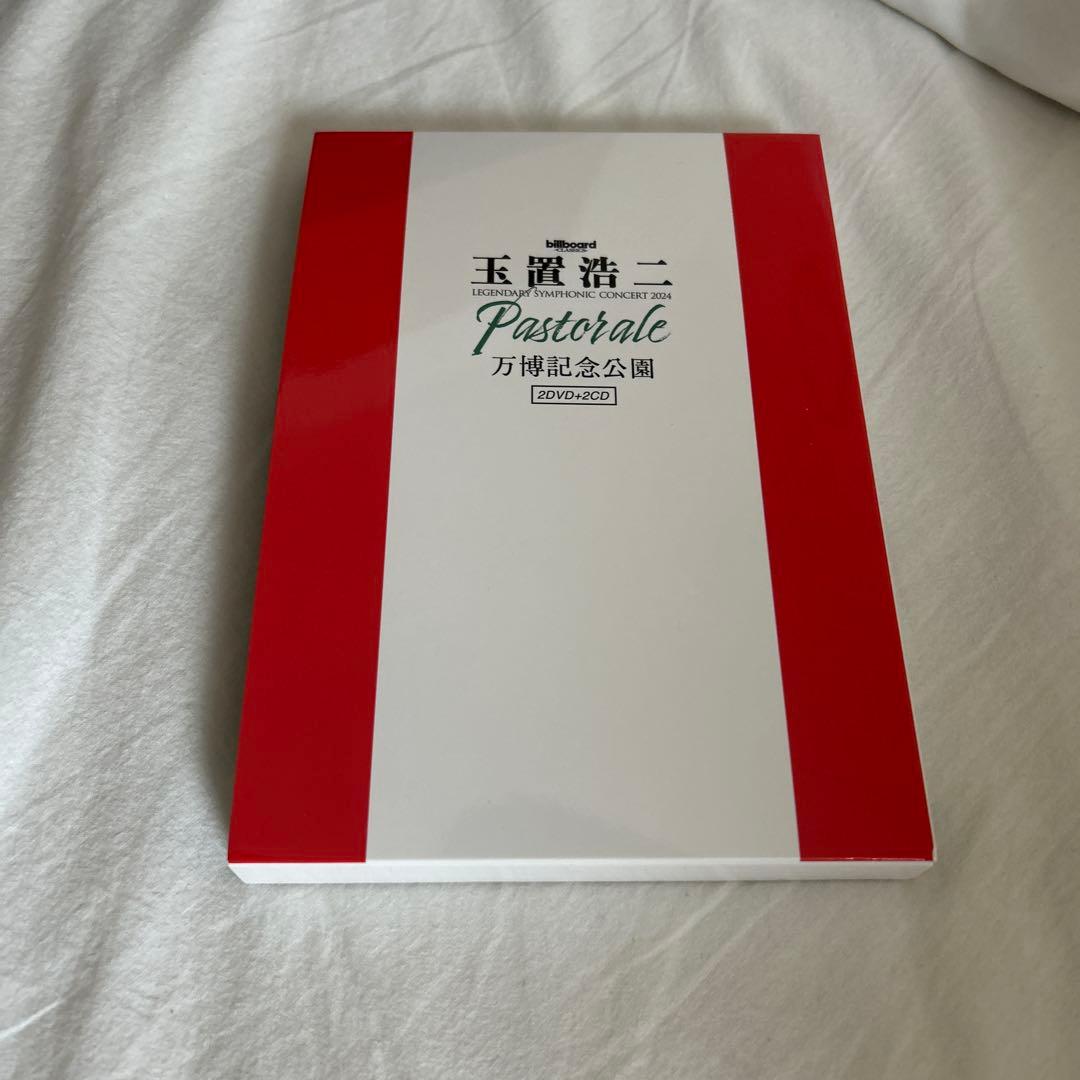 billboard
CLASSICS
玉置浩二
LEGENDARY SYMPHONIC CONCERT 2024
Pastorale
万博記念公園
2DVD+2CD